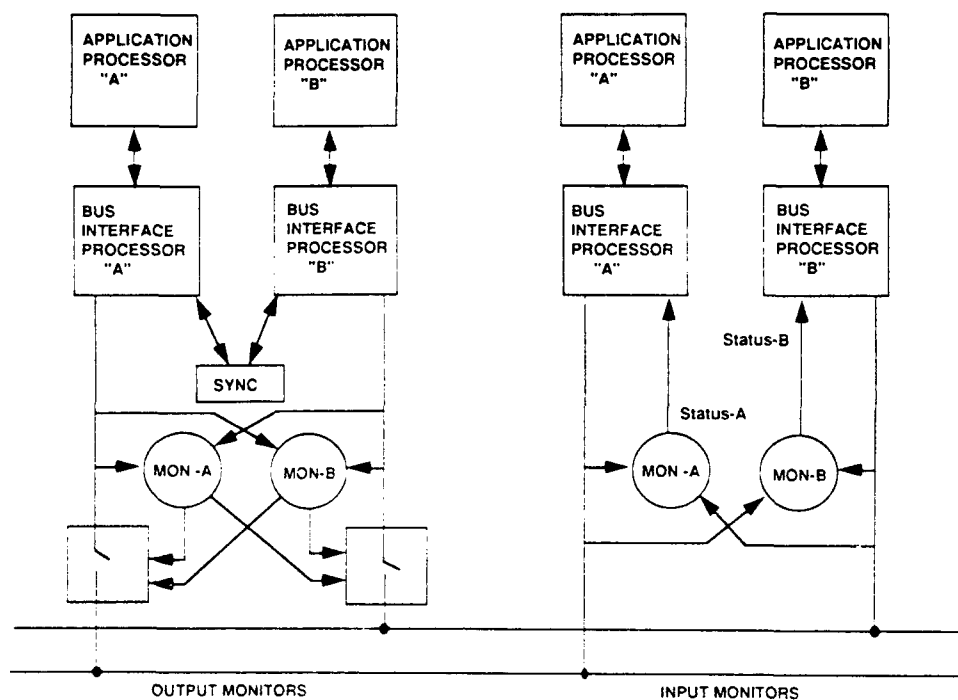 APPLICATION
PROCESSOR
"A"
APPLICATION
PROCESSOR
"B"
APPLICATION
PROCESSOR
"A"
APPLICATION
PROCESSOR
"B"
BUS
INTERFACE
PROCESSOR
"A"
BUS
INTERFACE
PROCESSOR
"B"
BUS
INTERFACE
PROCESSOR
"A"
BUS
INTERFACE
PROCESSOR
"B"
SYNC
Status-B
Status-A
MON -A
MON-B
MON -A
MON-B
OUTPUT MONITORS
INPUT MONITORS